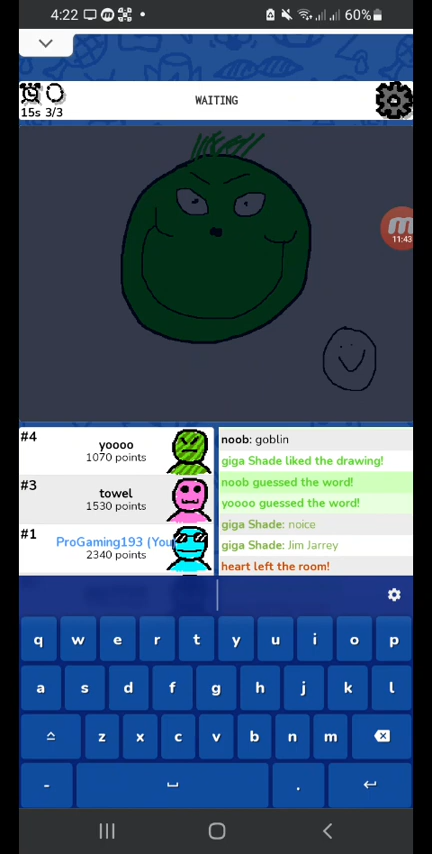 4:22
60%
WAITING
15s 3/3
11:43
#4
yoooo
1070 points
#3
towel
1530 points
#1
ProGaming193 (You
2340 points
noob: goblin
giga Shade liked the drawing!
noob guessed the word!
yoooo guessed the word!
giga Shade: noice
giga Shade: Jim Jarrey
heart left the room!
q w e r t y u i o p
a s d f g h j k l
z x c v b n m
- .